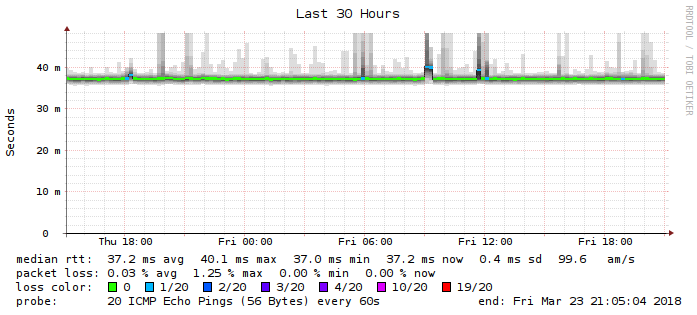 Last 30 Hours
RRDTOOL / TOBI OETIKER
Seconds
40 m
30 m
20 m
10 m
0
Thu 18:00 Fri 00:00 Fri 06:00 Fri 12:00 Fri 18:00
median rtt: 37.2 ms avg 40.1 ms max 37.0 ms min 37.2 ms now 0.4 ms sd 99.6 am/s
packet loss: 0.03 % avg 1.25 % max 0.00 % min 0.00 % now
loss color: 0 1/20 2/20 3/20 4/20 10/20 19/20
probe: 20 ICMP Echo Pings (56 Bytes) every 60s end: Fri Mar 23 21:05:04 2018